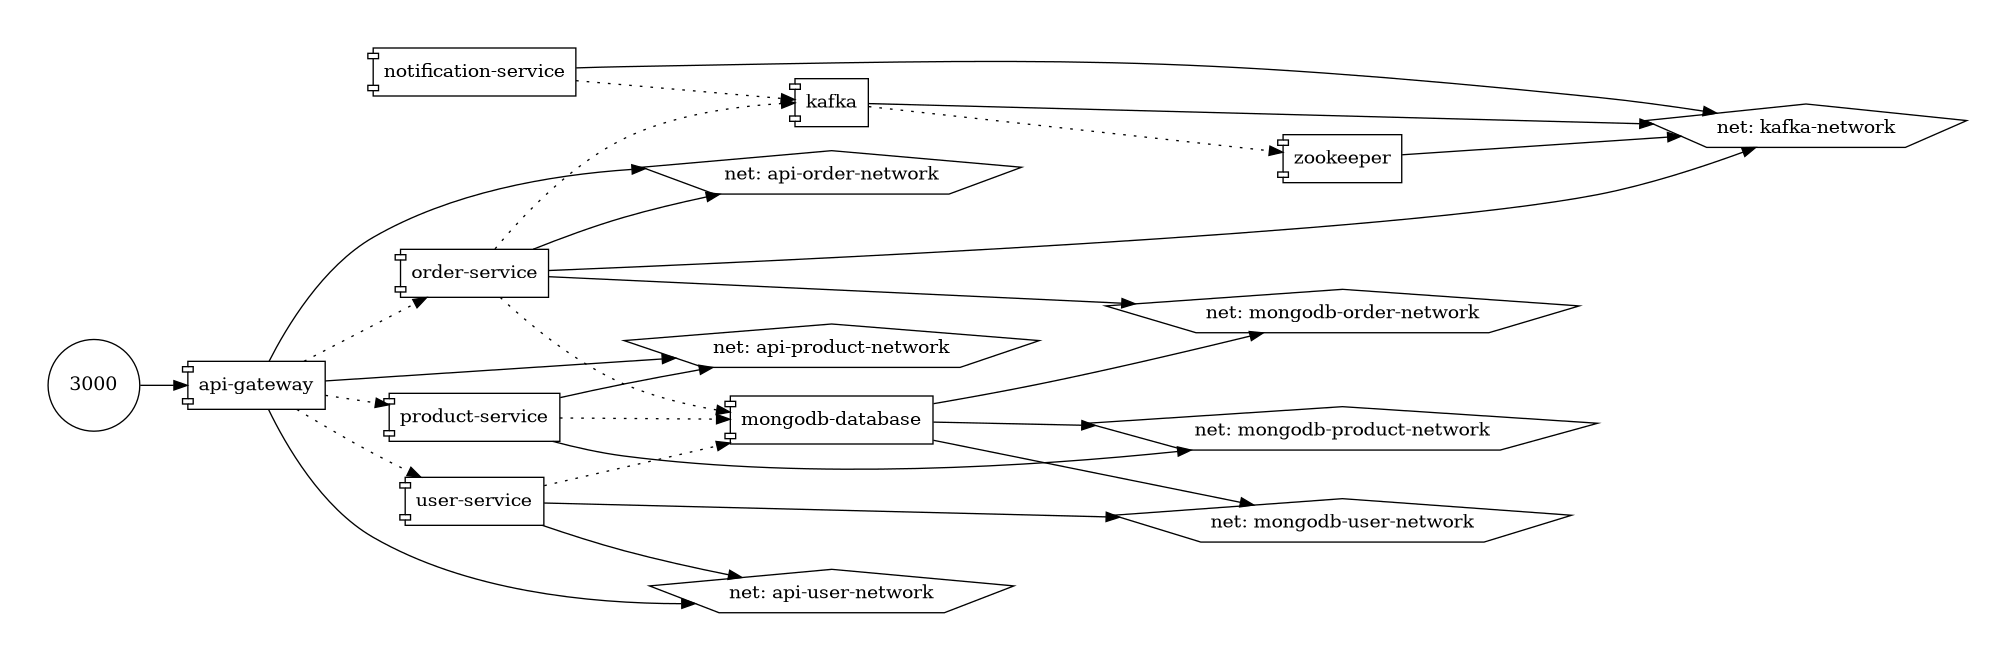 notification-service
kafka
net: kafka-network
zookeeper
net: api-order-network
order-service
net: mongodb-order-network
net: api-product-network
3000
api-gateway
product-service
mongodb-database
net: mongodb-product-network
user-service
net: mongodb-user-network
net: api-user-network